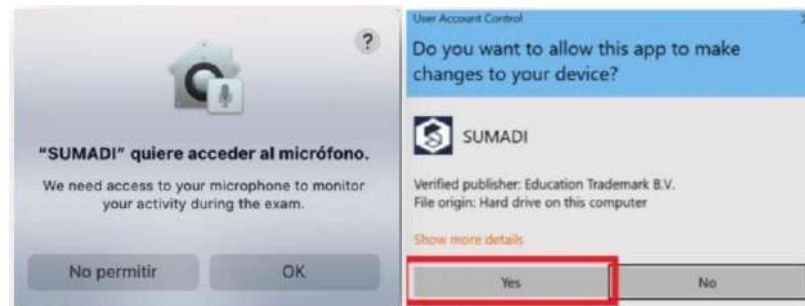 ?
"SUMADI" quiere acceder al micrófono.
We need access to your microphone to monitor
your activity during the exam.
No permitir
OK
User Account Control
Do you want to allow this app to make
changes to your device?
SUMADI
Verified publisher: Education Trademark B.V.
File origin: Hard drive on this computer
Show more details
Yes
No